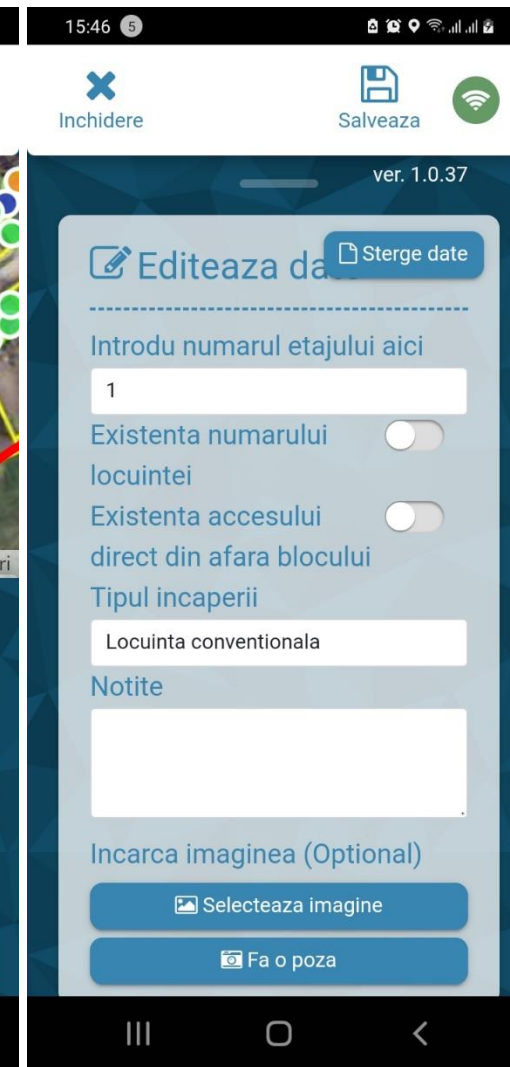 15:46 5
Inchidere
Salveaza
ver. 1.0.37
Editeaza da
Sterge date
Introdu numarul etajului aici
1
Existenta numarului
locuintei
Existenta accesului
direct din afara blocului
ri
Tipul incaperii
Locuinta conventionala
Notite
Incarca imaginea (Optional)
Selecteaza imagine
Fa o poza